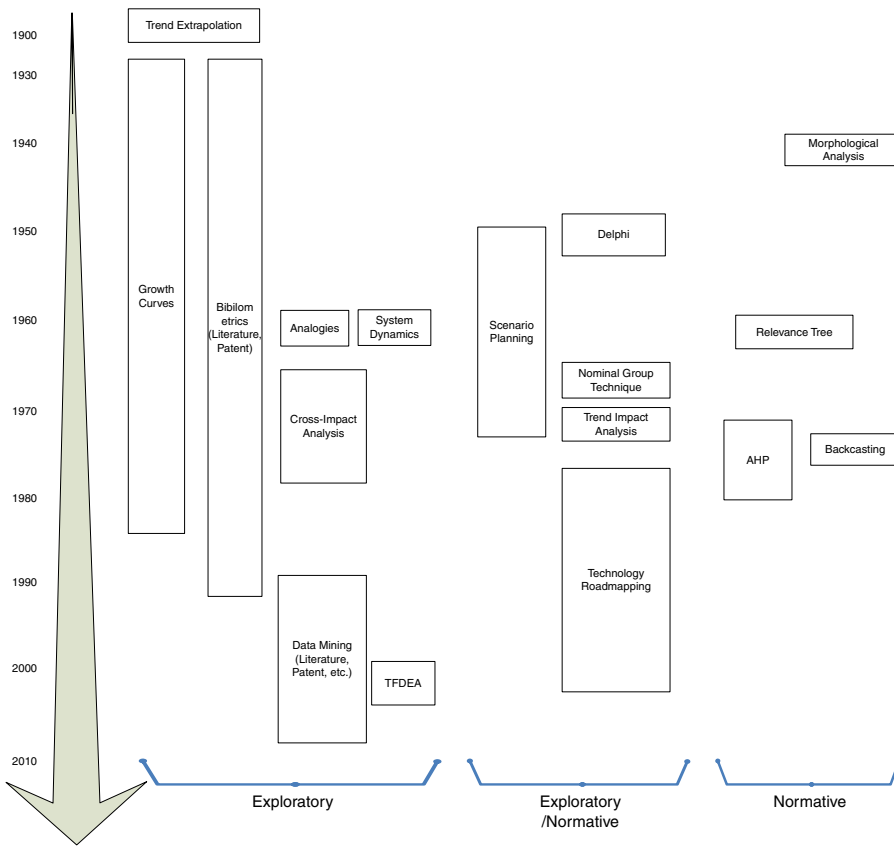 Trend Extrapolation
1900
1930
1940
Morphological
Analysis
1950
Delphi
Growth
Curves
Bibilom
etrics
(Literature,
Patent)
1960
Analogies
System
Dynamics
Scenario
Planning
Relevance Tree
Nominal Group
Technique
1970
Cross-Impact
Analysis
Trend Impact
Analysis
AHP
Backcasting
1980
1990
Technology
Roadmapping
Data Mining
(Literature,
Patent, etc.)
2000
TFDEA
2010
Exploratory
Exploratory
/Normative
Normative